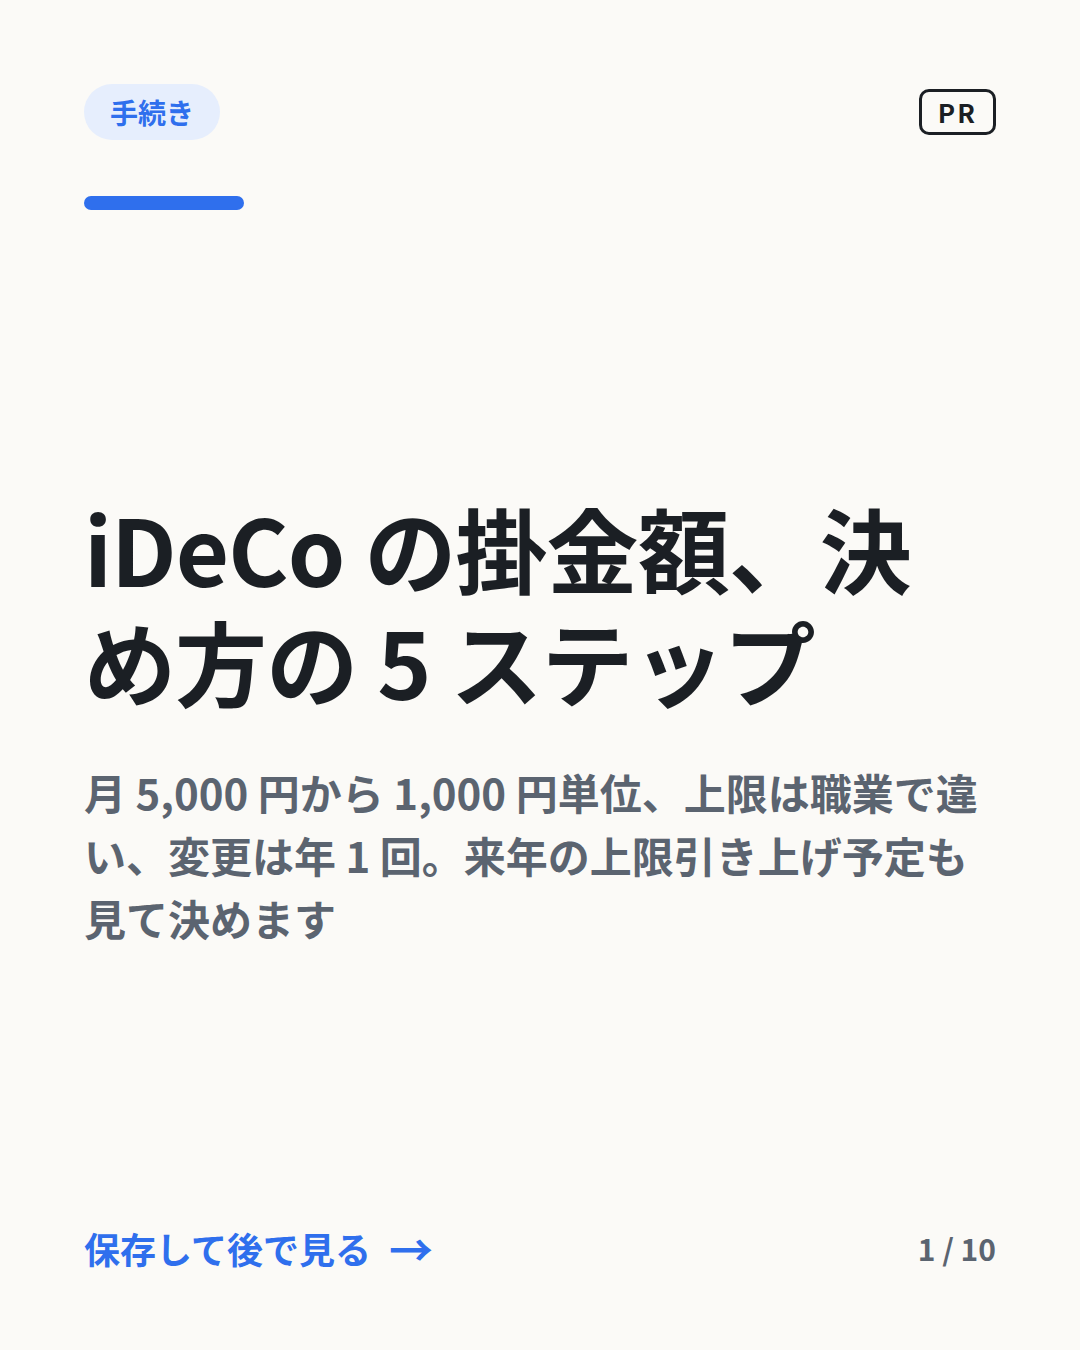 手続き
PR
iDeCo の掛金額、決
め方の 5 ステップ
月 5,000 円から 1,000 円単位、上限は職業で違
い、変更は年 1 回。来年の上限引き上げ予定も
見て決めます
保存して後で見る →
1 / 10